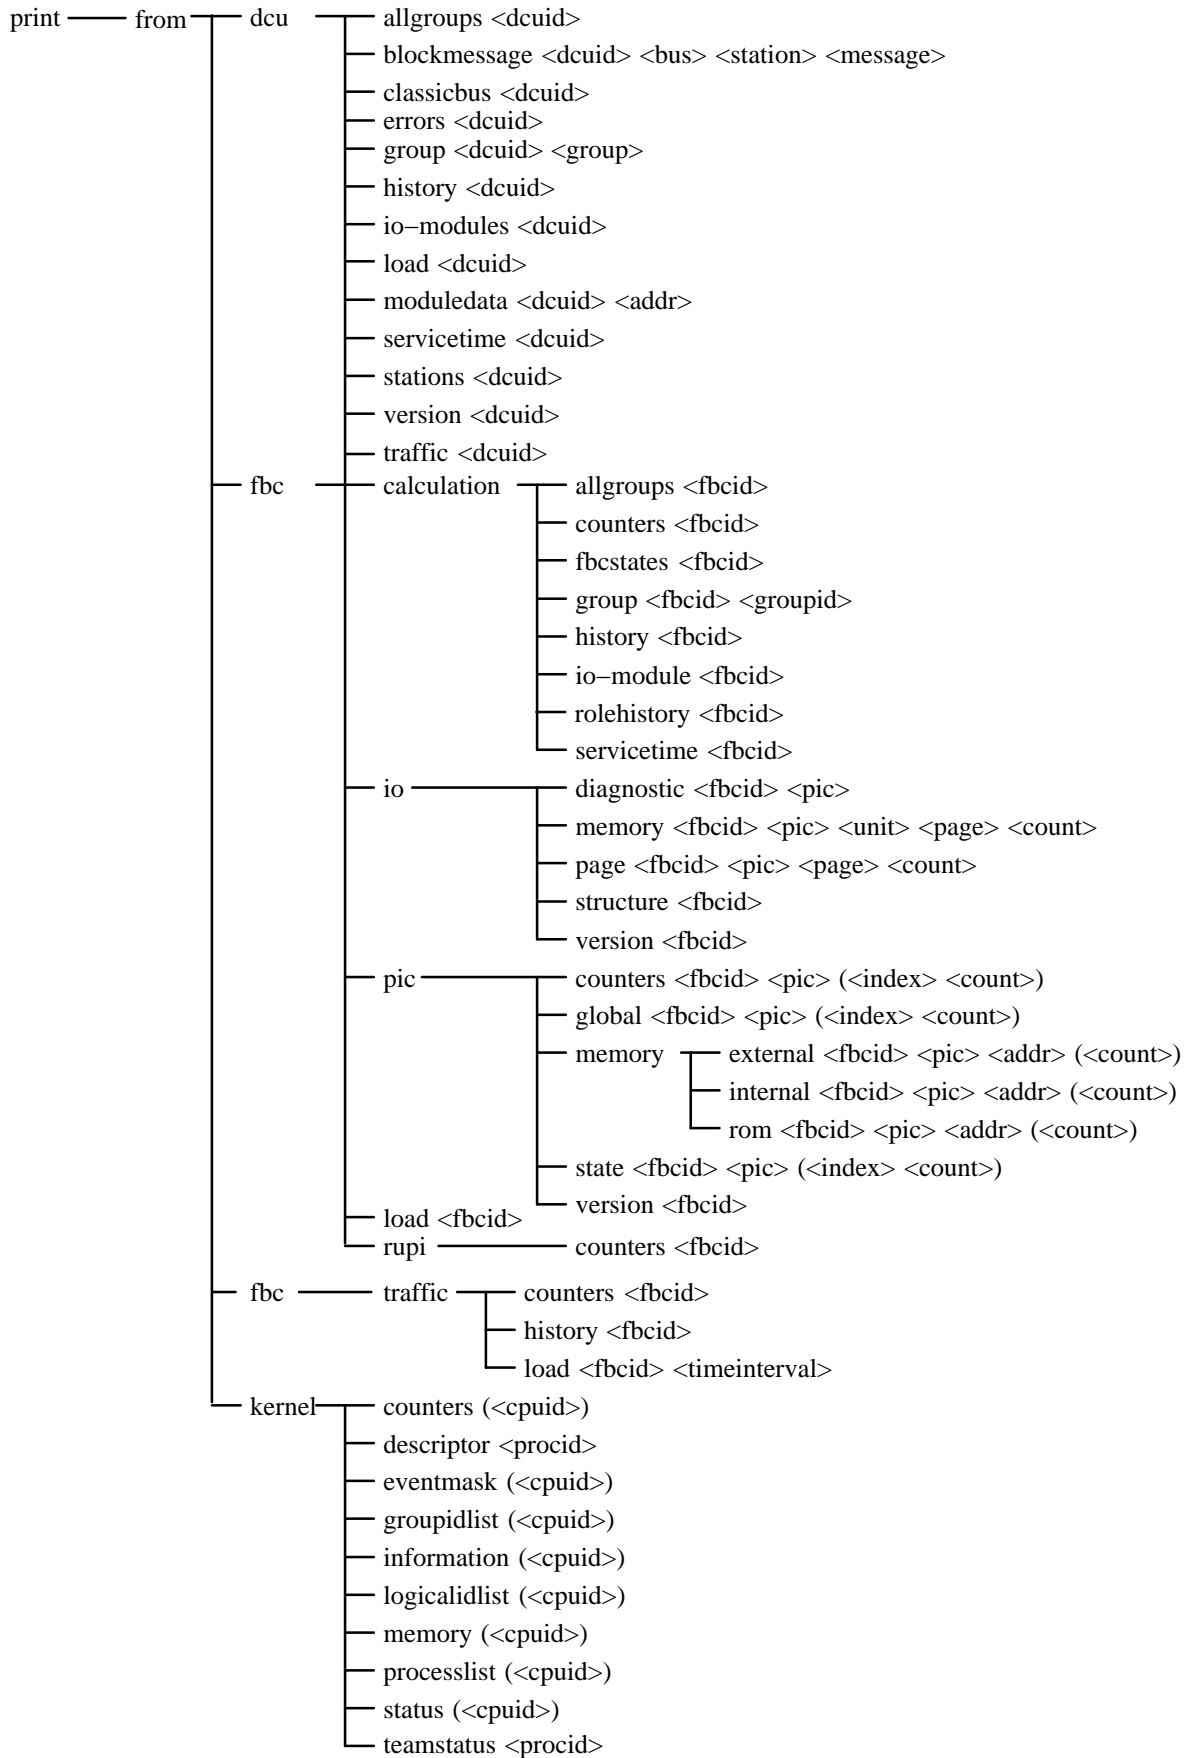 print from dcu allgroups <dcuid>
blockmessage <dcuid> <bus> <station> <message>
classicbus <dcuid>
errors <dcuid>
group <dcuid> <group>
history <dcuid>
io−modules <dcuid>
load <dcuid>
moduledata <dcuid> <addr>
servicetime <dcuid>
stations <dcuid>
version <dcuid>
traffic <dcuid>
fbc calculation allgroups <fbcid>
counters <fbcid>
fbcstates <fbcid>
group <fbcid> <groupid>
history <fbcid>
io−module <fbcid>
rolehistory <fbcid>
servicetime <fbcid>
io diagnostic <fbcid> <pic>
memory <fbcid> <pic> <unit> <page> <count>
page <fbcid> <pic> <page> <count>
structure <fbcid>
version <fbcid>
pic counters <fbcid> <pic> (<index> <count>)
global <fbcid> <pic> (<index> <count>)
memory external <fbcid> <pic> <addr> (<count>)
internal <fbcid> <pic> <addr> (<count>)
rom <fbcid> <pic> <addr> (<count>)
state <fbcid> <pic> (<index> <count>)
version <fbcid>
load <fbcid>
rupi counters <fbcid>
fbc traffic counters <fbcid>
history <fbcid>
load <fbcid> <timeinterval>
kernel counters (<cpuid>)
descriptor <procid>
eventmask (<cpuid>)
groupidlist (<cpuid>)
information (<cpuid>)
logicalidlist (<cpuid>)
memory (<cpuid>)
processlist (<cpuid>)
status (<cpuid>)
teamstatus <procid>